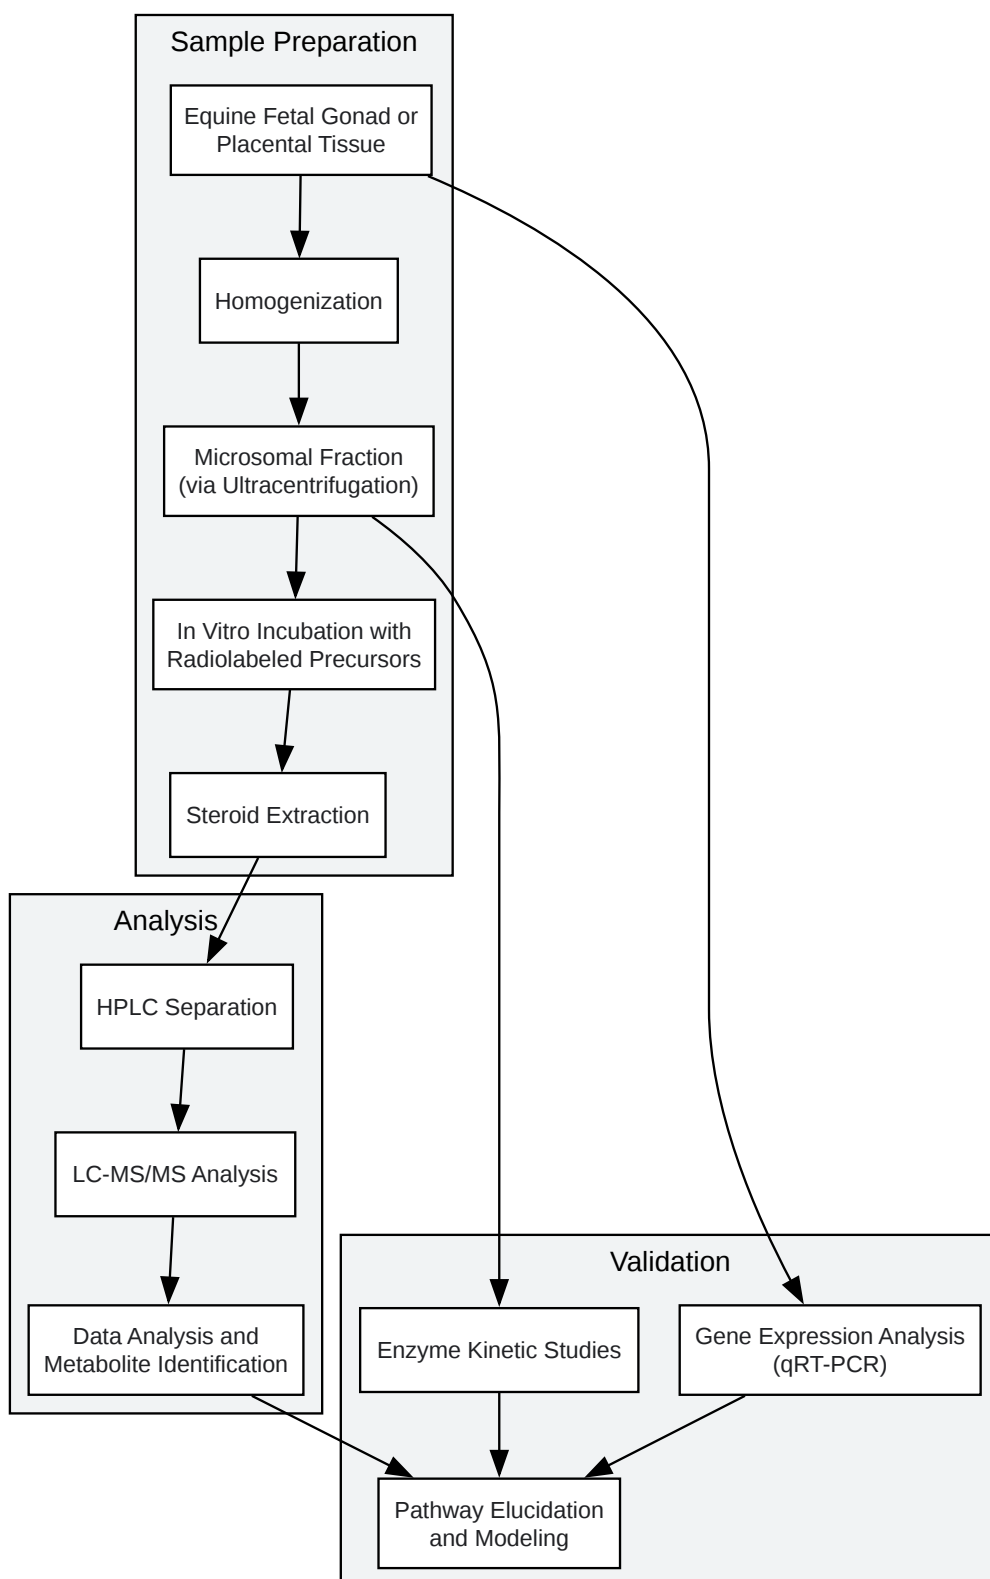 Sample Preparation
Equine Fetal Gonad or
Placental Tissue
Homogenization
Microsomal Fraction
(via Ultracentrifugation)
In Vitro Incubation with
Radiolabeled Precursors
Steroid Extraction
Analysis
HPLC Separation
LC-MS/MS Analysis
Data Analysis and
Metabolite Identification
Validation
Enzyme Kinetic Studies
Gene Expression Analysis
(qRT-PCR)
Pathway Elucidation
and Modeling